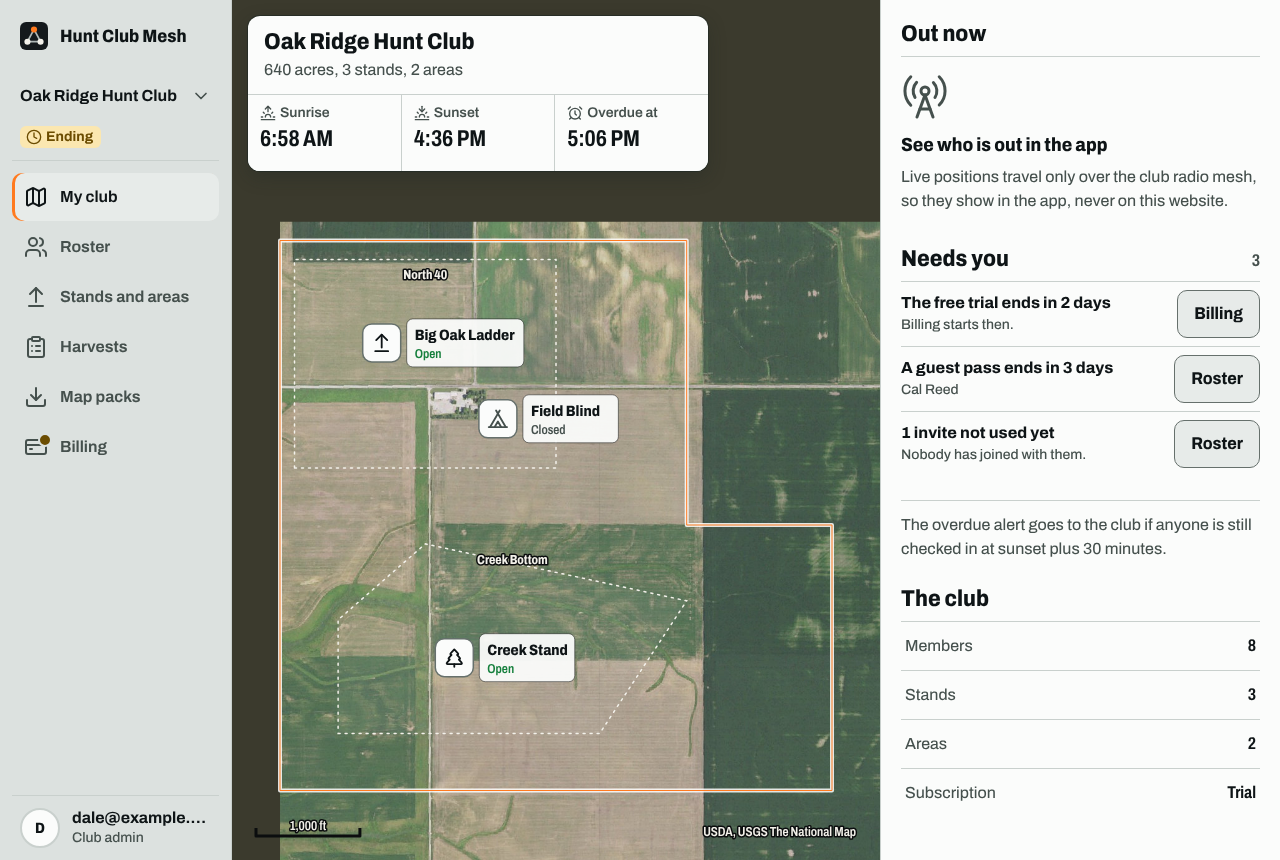 Hunt Club Mesh
Oak Ridge Hunt Club
Ending
My club
Roster
Stands and areas
Harvests
Map packs
Billing
D
dale@example....
Club admin
Oak Ridge Hunt Club
640 acres, 3 stands, 2 areas
Sunrise
6:58 AM
Sunset
4:36 PM
Overdue at
5:06 PM
North 40
Big Oak Ladder
Open
Field Blind
Closed
Creek Bottom
Creek Stand
Open
1,000 ft
USDA, USGS The National Map
Out now
See who is out in the app
Live positions travel only over the club radio mesh,
so they show in the app, never on this website.
Needs you
3
The free trial ends in 2 days
Billing starts then.
Billing
A guest pass ends in 3 days
Cal Reed
Roster
1 invite not used yet
Nobody has joined with them.
Roster
The overdue alert goes to the club if anyone is still
checked in at sunset plus 30 minutes.
The club
Members
8
Stands
3
Areas
2
Subscription
Trial